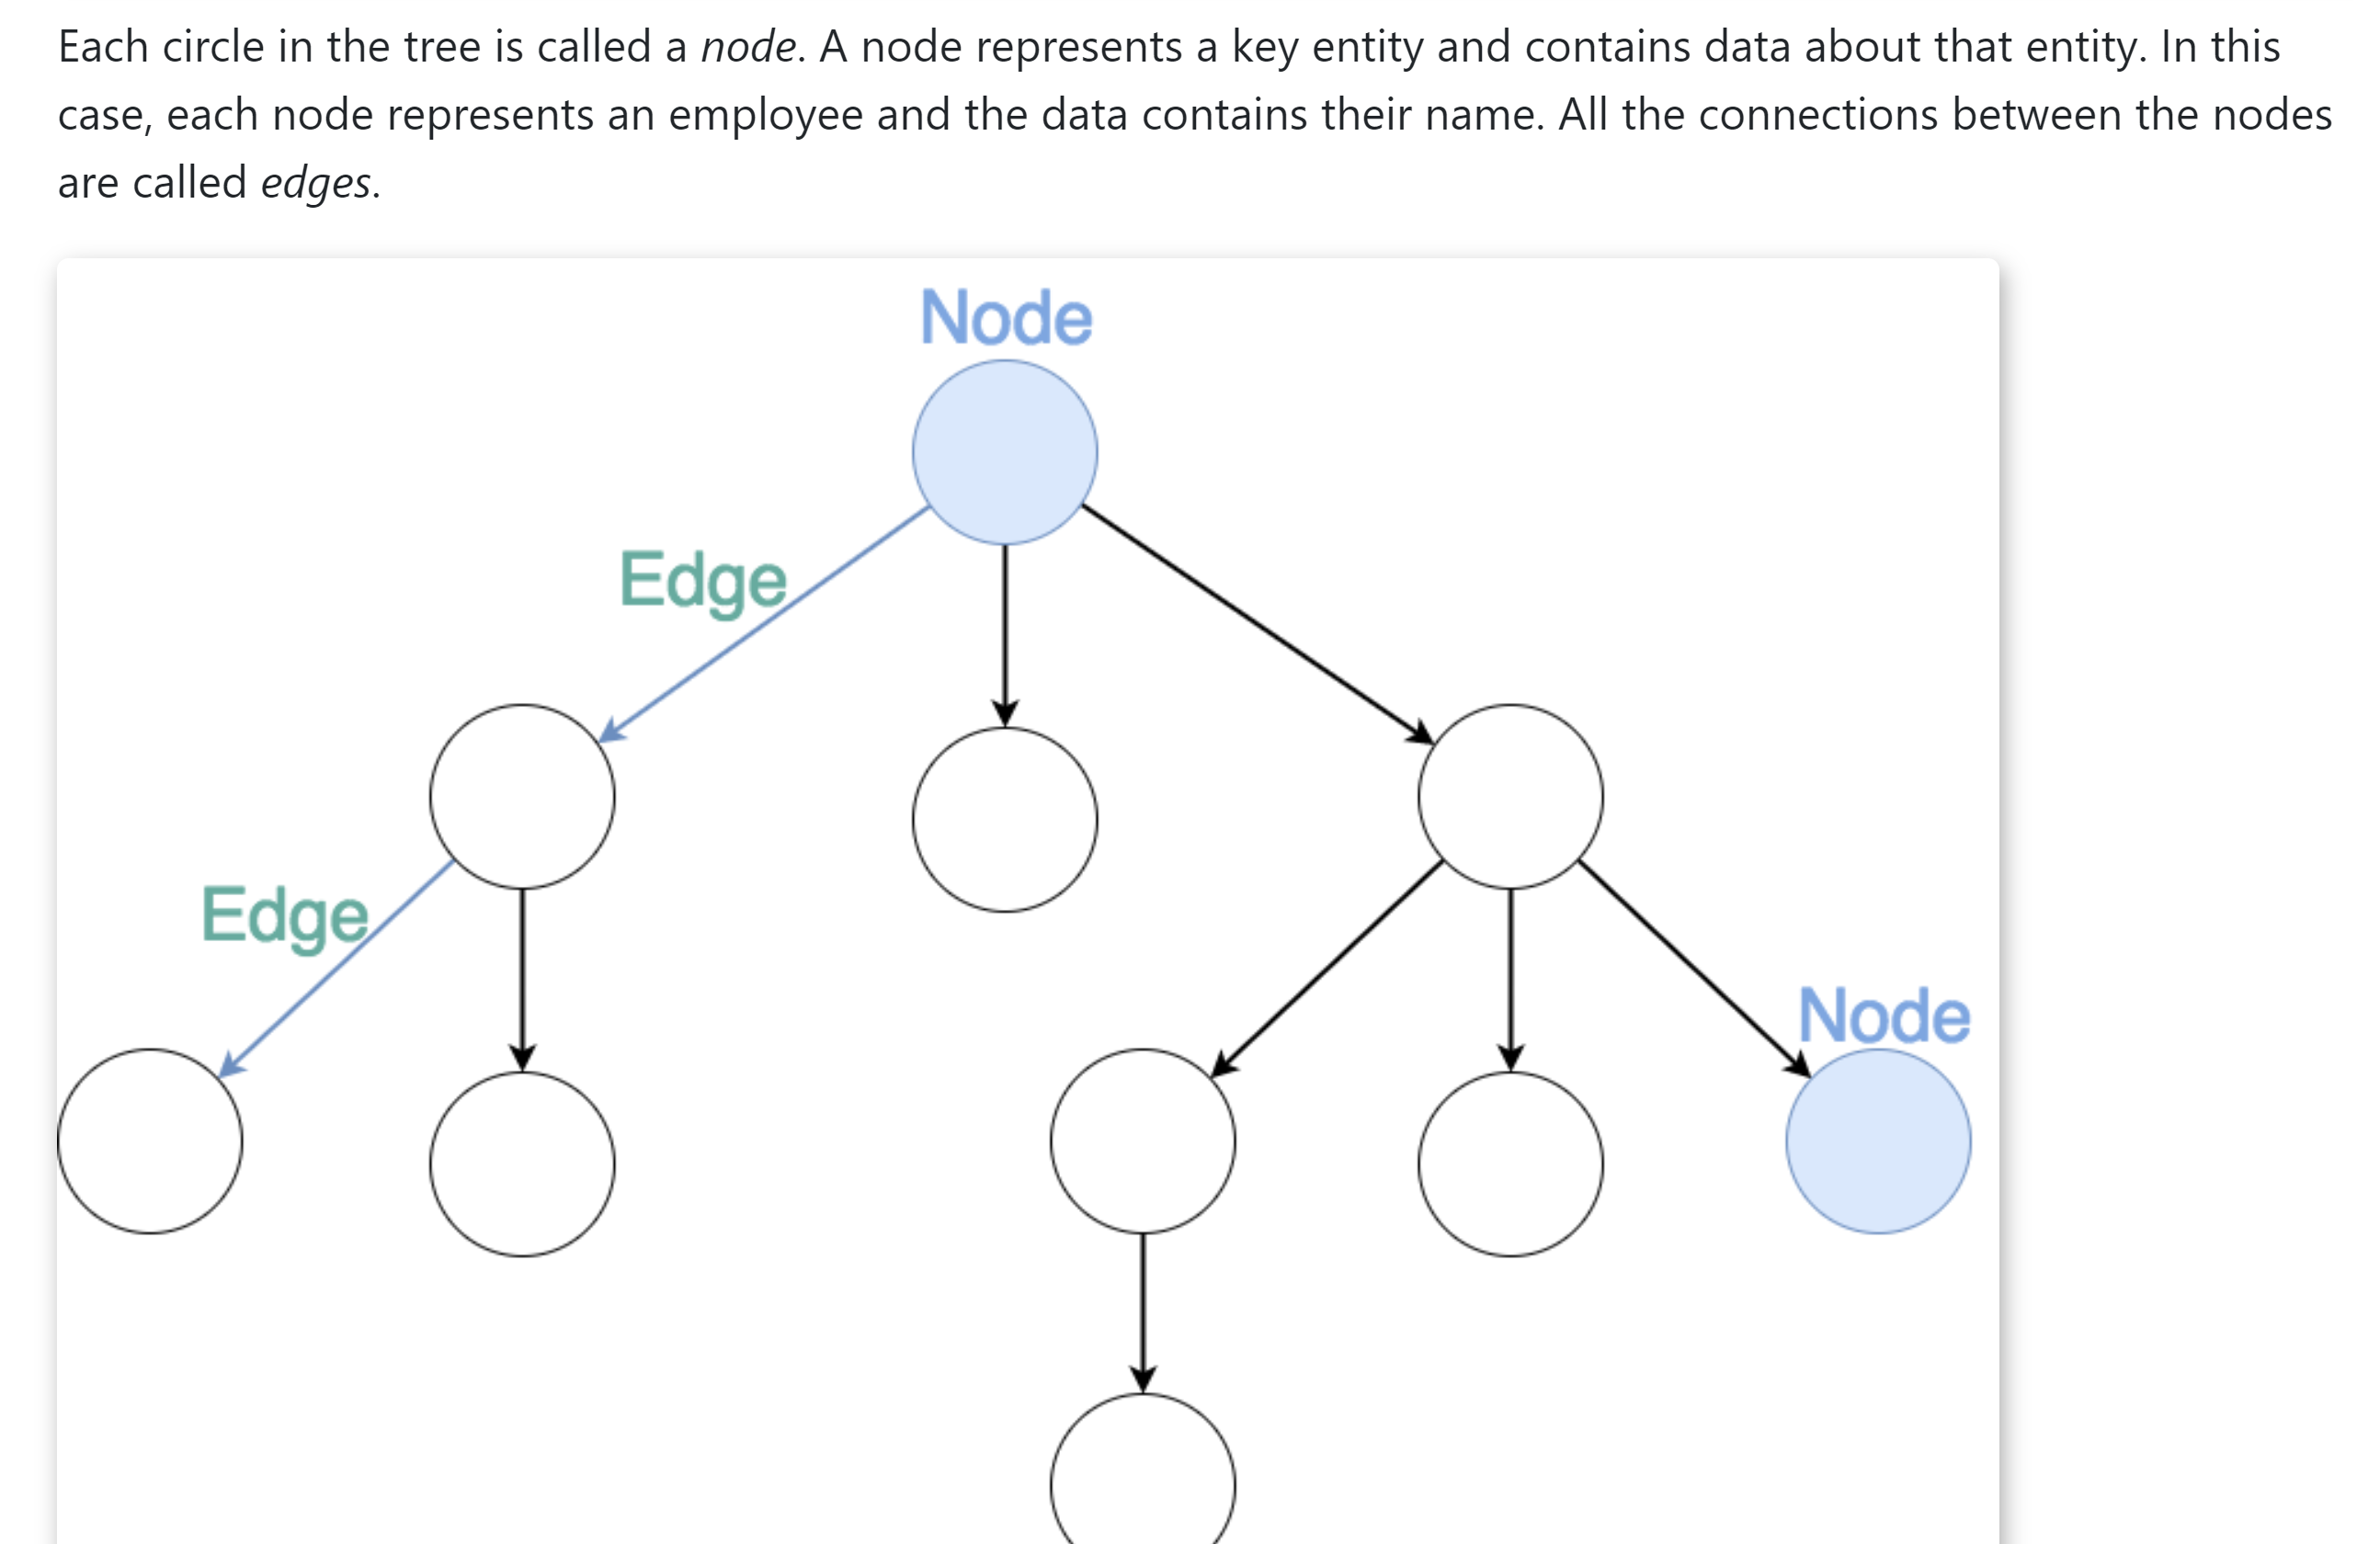 Each circle in the tree is called a node. A node represents a key entity and contains data about that entity. In this
case, each node represents an employee and the data contains their name. All the connections between the nodes
are called edges.
Node
Edge
Edge
Node